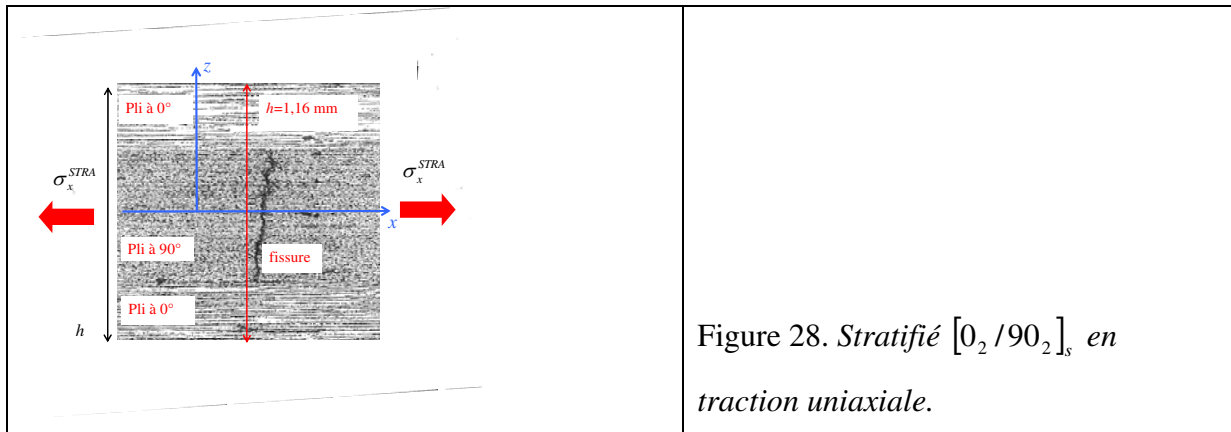 z
Pli à 0°
h=1,16 mm
σ_x^{STRA}
σ_x^{STRA}
x
Pli à 90°
fissure
Pli à 0°
h
Figure 28. Stratifié [0_2 / 90_2]_s en
traction uniaxiale.